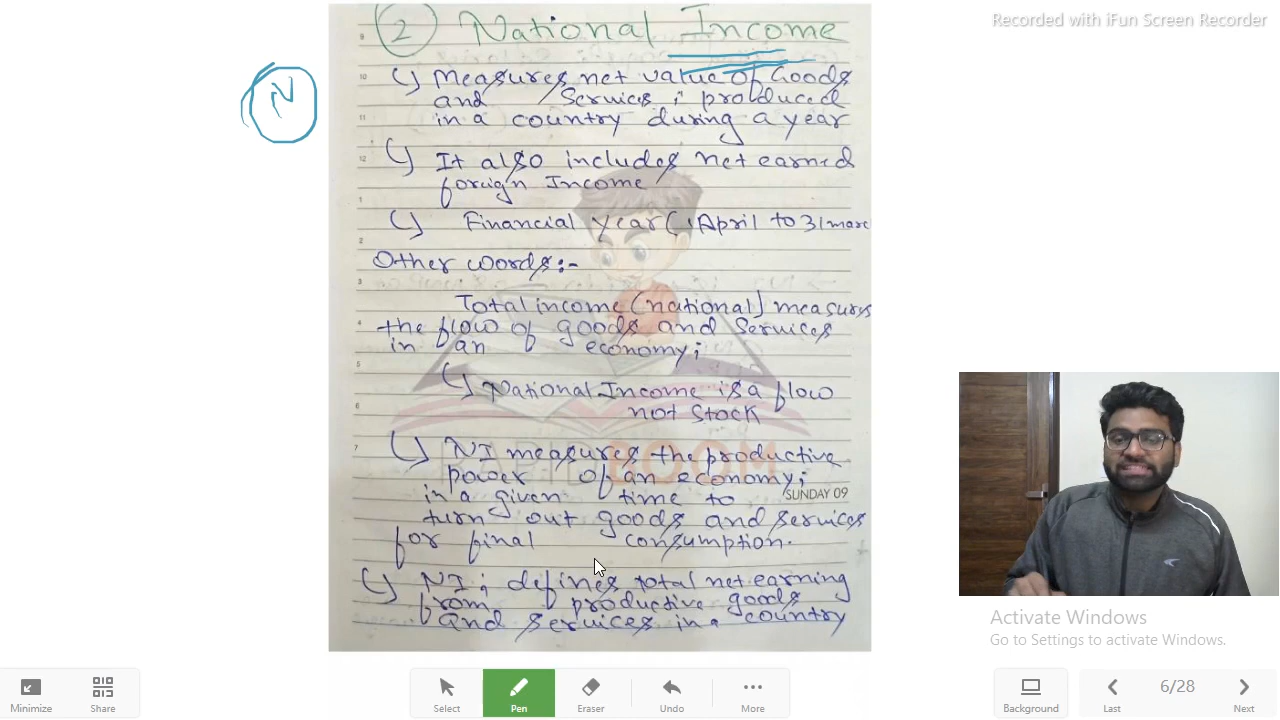 Recorded with iFun Screen Recorder
② National Income
N
Measures net value of Goods
and Services; produced
in a country during a year
It also includes net earned
foreign Income
Financial year (1 April to 31 marc
Other words:-
Total income (national) measures
the flow of goods and Services
in an economy;
National Income is a flow
not Stock
NI measures the productive
power of an economy;
in a given time to
SUNDAY 09
turn out goods and services
for final consumption.
NI; defines total net earning
from productive goods
and services in a country
BOOM
Activate Windows
Go to Settings to activate Windows.
Minimize
Share
Select
Pen
Eraser
Undo
More
Background
Last
6/28
Next